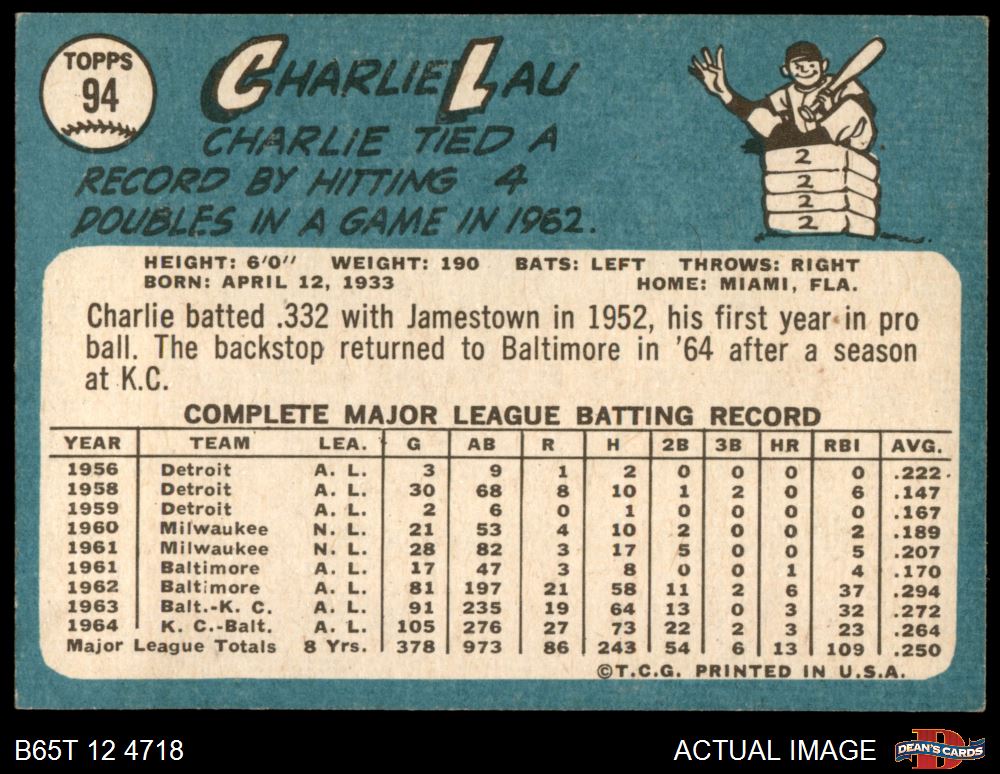 TOPPS
94
CHARLIE LAU
CHARLIE TIED A
RECORD BY HITTING 4
DOUBLES IN A GAME IN 1962.
2
2
2
2
HEIGHT: 6'0" WEIGHT: 190 BATS: LEFT THROWS: RIGHT
BORN: APRIL 12, 1933 HOME: MIAMI, FLA.
Charlie batted .332 with Jamestown in 1952, his first year in pro
ball. The backstop returned to Baltimore in '64 after a season
at K.C.
COMPLETE MAJOR LEAGUE BATTING RECORD
YEAR TEAM LEA. G AB R H 2B 3B HR RBI AVG.
1956 Detroit A. L. 3 9 1 2 0 0 0 0 .222
1958 Detroit A. L. 30 68 8 10 1 2 0 6 .147
1959 Detroit A. L. 2 6 0 1 0 0 0 0 .167
1960 Milwaukee N. L. 21 53 4 10 2 0 0 2 .189
1961 Milwaukee N. L. 28 82 3 17 5 0 0 5 .207
1961 Baltimore A. L. 17 47 3 8 0 0 1 4 .170
1962 Baltimore A. L. 81 197 21 58 11 2 6 37 .294
1963 Balt.-K. C. A. L. 91 235 19 64 13 0 3 32 .272
1964 K. C.-Balt. A. L. 105 276 27 73 22 2 3 23 .264
Major League Totals 8 Yrs. 378 973 86 243 54 6 13 109 .250
©T.C.G. PRINTED IN U.S.A.
B65T 12 4718 ACTUAL IMAGE DEAN'S CARDS